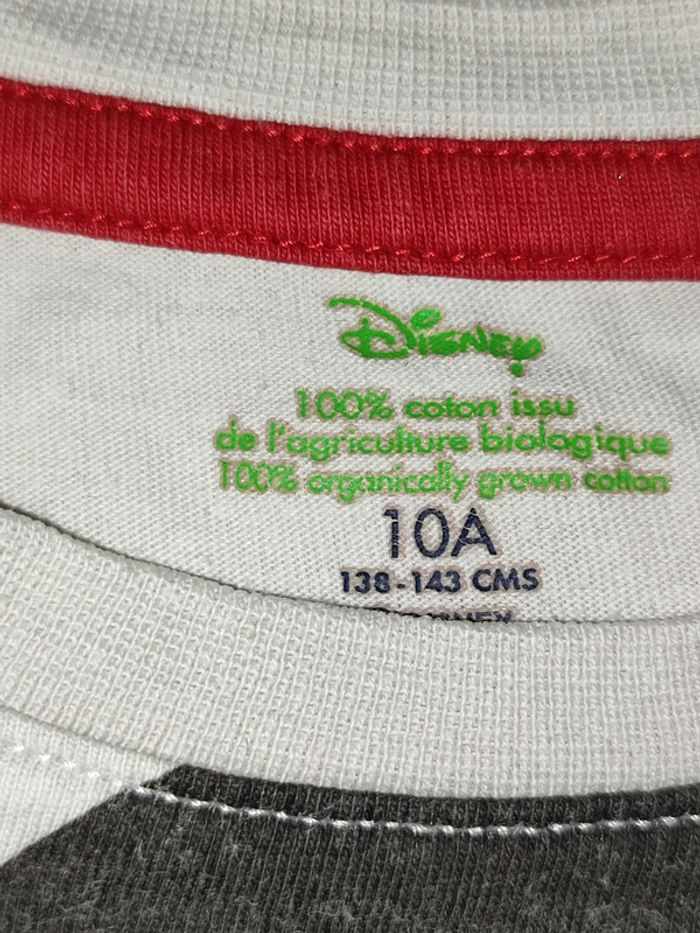 Disney
100% coton issu
de l'agriculture biologique
100% organically grown cotton
10A
138-143 CMS